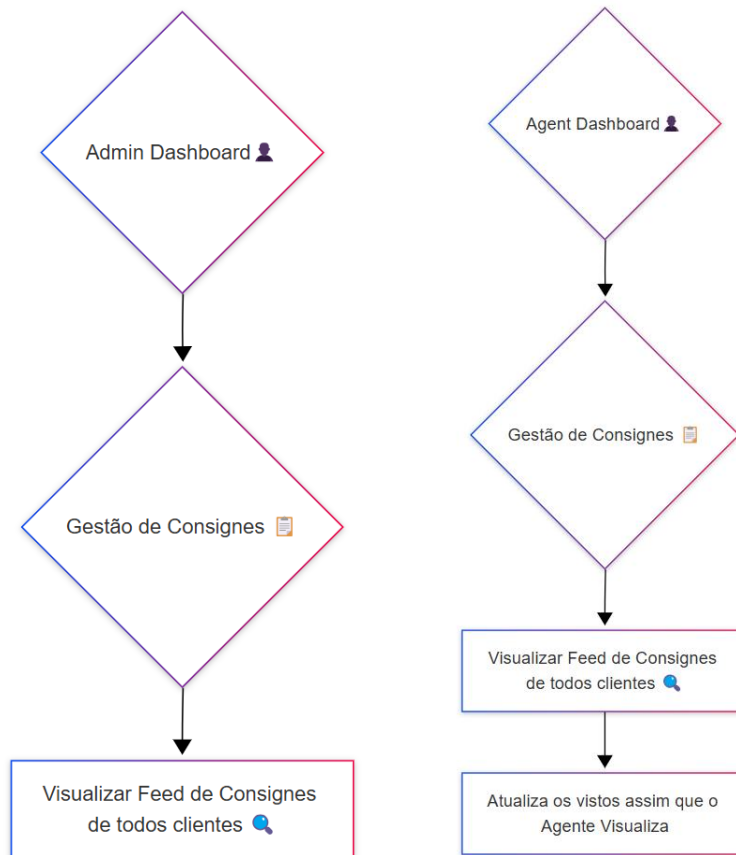 Admin Dashboard 👤
Gestão de Consignes 📋
Visualizar Feed de Consignes
de todos clientes 🔍
Agent Dashboard 👤
Gestão de Consignes 📋
Visualizar Feed de Consignes
de todos clientes 🔍
Atualiza os vistos assim que o
Agente Visualiza